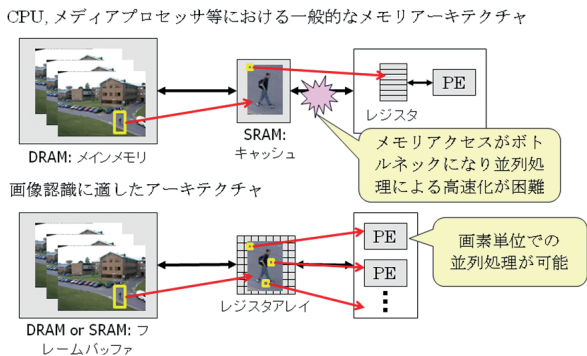 CPU, メディアプロセッサ等における一般的なメモリアーキテクチャ
PE
レジスタ
SRAM:
キャッシュ
DRAM: メインメモリ
メモリアクセスがボト
ルネックになり並列処
理による高速化が困難
画像認識に適したアーキテクチャ
PE
画素単位での
並列処理が可能
PE
レジスタアレイ
DRAM or SRAM: フ
レームバッファ